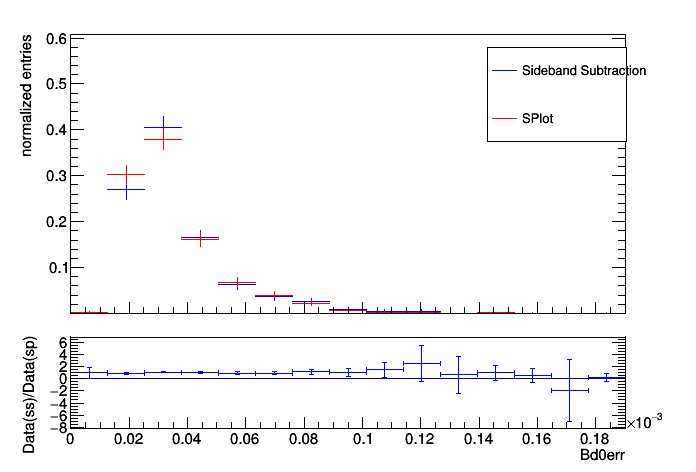 normalized entries
0.6
0.5
0.4
0.3
0.2
0.1
Sideband Subtraction
SPlot
Data(ss)/Data(sp)
6
4
2
0
−2
−4
−6
−8
0 0.02 0.04 0.06 0.08 0.1 0.12 0.14 0.16 0.18
×10⁻³
Bd0err